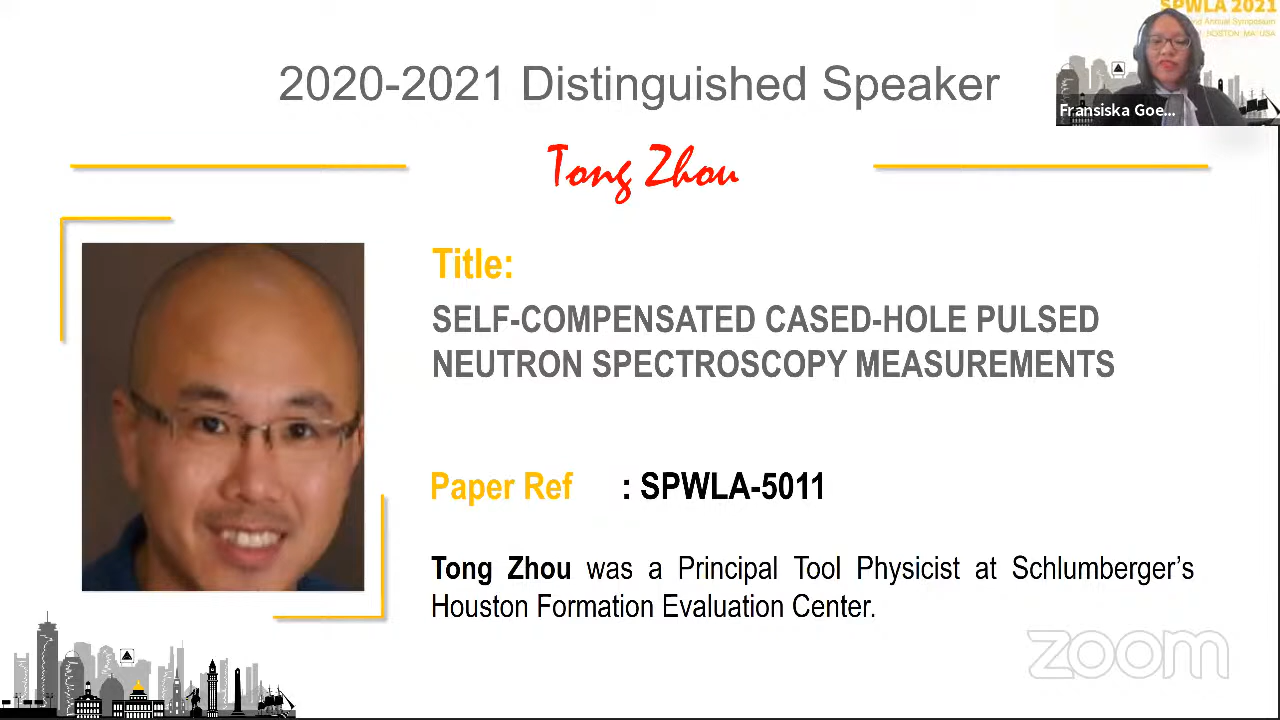 SPWLA 2021
2020-2021 Distinguished Speaker
Fransiska Goe...
Tong Zhou
Title:
SELF-COMPENSATED CASED-HOLE PULSED
NEUTRON SPECTROSCOPY MEASUREMENTS
Paper Ref : SPWLA-5011
Tong Zhou was a Principal Tool Physicist at Schlumberger's
Houston Formation Evaluation Center.
zoom